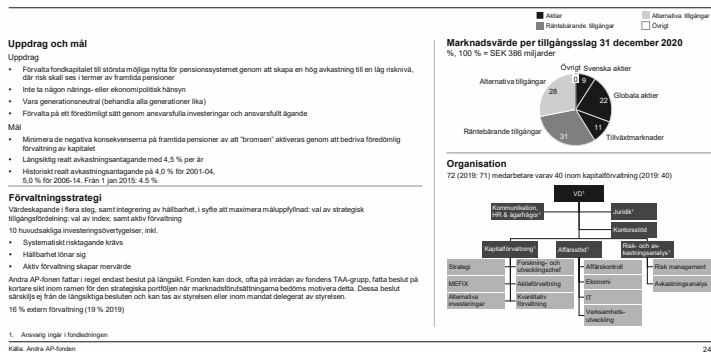 Aktier
Alternativa tillgångar
Räntebärande tillgångar
Övrigt
Uppdrag och mål
Uppdrag
• Förvalta fondkapitalet till största möjliga nytta för pensionssystemet genom att skapa en hög avkastning till en låg risknivå,
där risk skall ses i termer av framtida pensioner
• Inte ta någon närings- eller ekonomipolitisk hänsyn
• Vara generationsneutral (behandla alla generationer lika)
• Förvalta på ett föredömligt sätt genom ansvarsfulla investeringar och ansvarsfullt ägande
Mål
• Minimera de negativa konsekvenserna på framtida pensioner av att "bromsen" aktiveras genom att bedriva föredömlig
förvaltning av kapitalet
• Långsiktig realt avkastningsantagande med 4,5 % per år
• Historiskt realt avkastningsantagande på 4,0 % för 2001-04,
5,0 % för 2006-14. Från 1 jan 2015: 4.5 %
Förvaltningsstrategi
Värdeskapande i flera steg, samt integrering av hållbarhet, i syfte att maximera måluppfyllnad: val av strategisk
tillgångsfördelning: val av index; samt aktiv förvaltning
10 huvudsakliga investeringsövertygelser, inkl.
• Systematiskt risktagande krävs
• Hållbarhet lönar sig
• Aktiv förvaltning skapar mervärde
Andra AP-fonen fattar i regel endast beslut på långsikt. Fonden kan dock, ofta på inrådan av fondens TAA-grupp, fatta beslut på
kortare sikt inom ramen för den strategiska portföljen när marknadsförutsättningarna bedöms motivera detta. Dessa beslut
särskiljs ej från de långsiktiga besluten och kan tas av styrelsen eller inom mandat delegerat av styrelsen.
16 % extern förvaltning (19 % 2019)
Marknadsvärde per tillgångsslag 31 december 2020
%, 100 % = SEK 386 miljarder
Övrigt
Svenska aktier
Alternativa tillgångar
Globala aktier
Räntebärande tillgångar
Tillväxtmarknader
0
9
28
22
11
31
Organisation
72 (2019: 71) medarbetare varav 40 inom kapitalförvaltning (2019: 40)
VD¹
Kommunikation,
HR & ägarfrågor¹
Juridik¹
Kontorsstöd
Kapitalförvaltning¹
Affärsstöd¹
Risk- och av-
kastningsanalys¹
Strategi
Forskning- och
utvecklingschef
Affärskontroll
Risk management
MEFIX
Aktieförvaltning
Ekonomi
Avkastningsanalys
Alternativa
investeringar
Kvantitativ
förvaltning
IT
Verksamhets-
utveckling
1. Ansvarig ingår i fondledningen
Källa: Andra AP-fonden
24